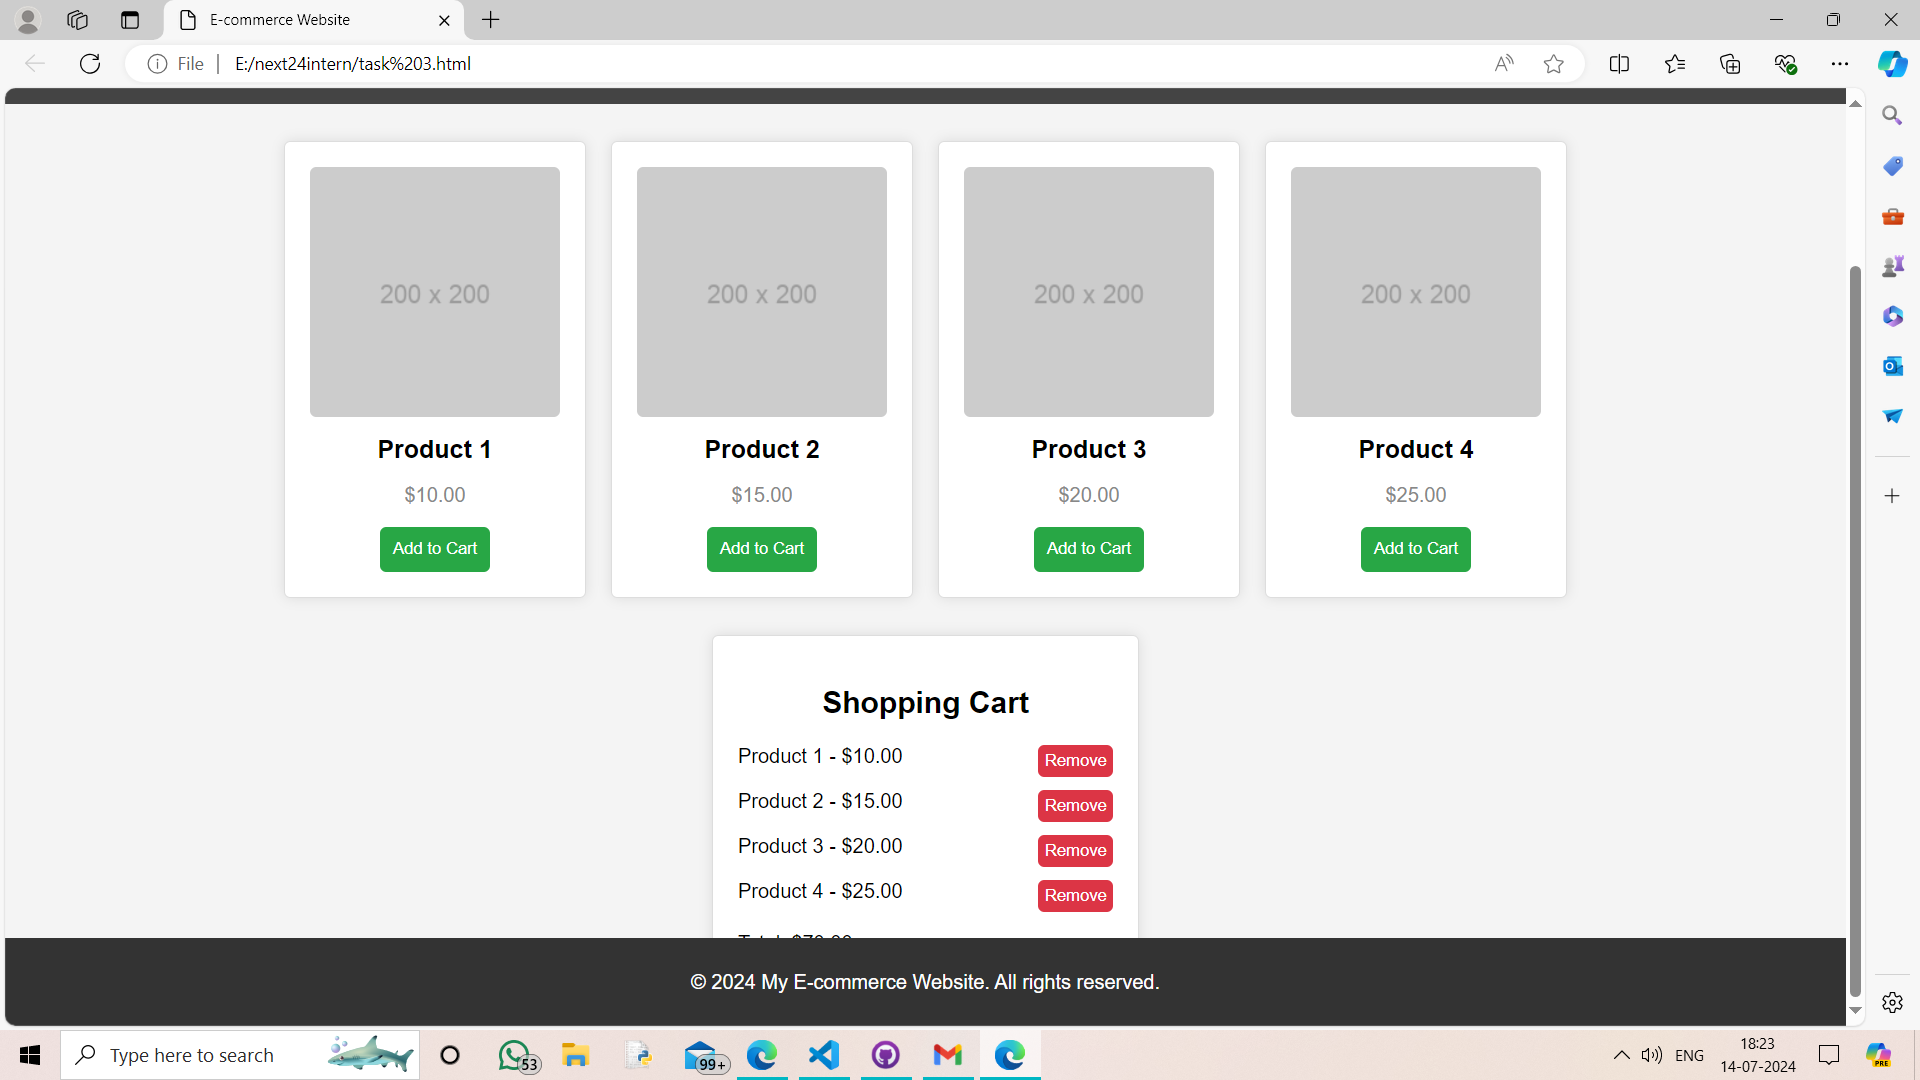 E-commerce Website
File
E:/next24intern/task%203.html
200 x 200
200 x 200
200 x 200
200 x 200
Product 1
Product 2
Product 3
Product 4
$10.00
$15.00
$20.00
$25.00
Add to Cart
Add to Cart
Add to Cart
Add to Cart
Shopping Cart
Product 1 - $10.00
Remove
Product 2 - $15.00
Remove
Product 3 - $20.00
Remove
Product 4 - $25.00
Remove
© 2024 My E-commerce Website. All rights reserved.
Type here to search
53
99+
ENG
18:23
14-07-2024
PRE